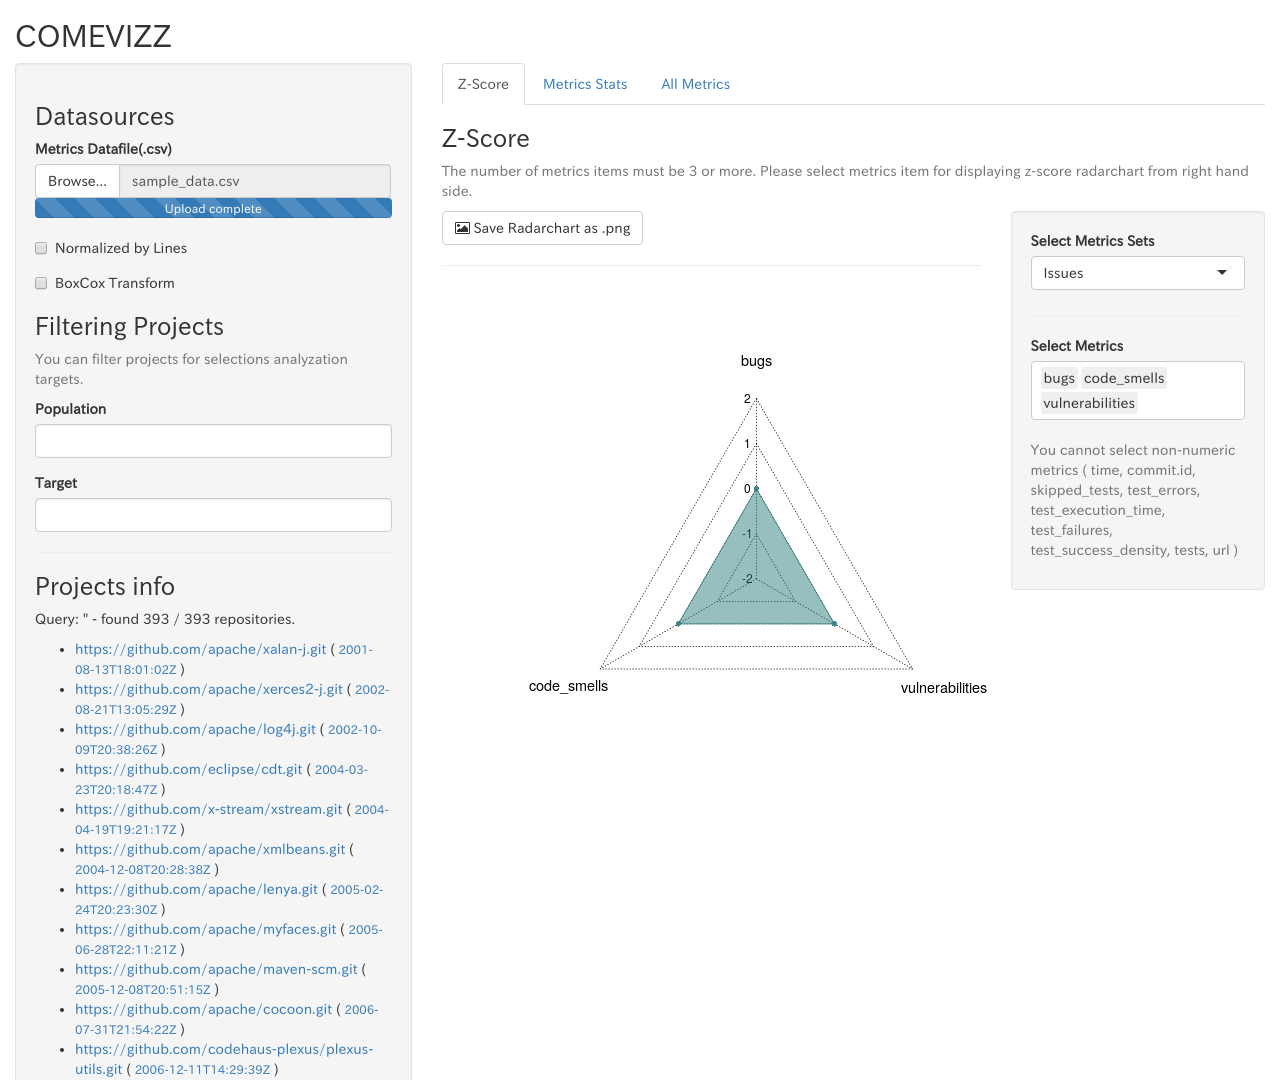 COMEVIZZ
Datasources
Metrics Datafile(.csv)
Browse...
sample_data.csv
Upload complete
Normalized by Lines
BoxCox Transform
Filtering Projects
You can filter projects for selections analyzation
targets.
Population
Target
Projects info
Query: '' - found 393 / 393 repositories.
https://github.com/apache/xalan-j.git ( 2001-
08-13T18:01:02Z )
https://github.com/apache/xerces2-j.git ( 2002-
08-21T13:05:29Z )
https://github.com/apache/log4j.git ( 2002-10-
09T20:38:26Z )
https://github.com/eclipse/cdt.git ( 2004-03-
23T20:18:47Z )
https://github.com/x-stream/xstream.git ( 2004-
04-19T19:21:17Z )
https://github.com/apache/xmlbeans.git (
2004-12-08T20:28:38Z )
https://github.com/apache/lenya.git ( 2005-02-
24T20:23:30Z )
https://github.com/apache/myfaces.git ( 2005-
06-28T22:11:21Z )
https://github.com/apache/maven-scm.git (
2005-12-08T20:51:15Z )
https://github.com/apache/cocoon.git ( 2006-
07-31T21:54:22Z )
https://github.com/codehaus-plexus/plexus-
utils.git ( 2006-12-11T14:29:39Z )
Z-Score
Metrics Stats
All Metrics
Z-Score
The number of metrics items must be 3 or more. Please select metrics item for displaying z-score radarchart from right hand
side.
Save Radarchart as .png
bugs
2
1
0
-1
-2
code_smells
vulnerabilities
Select Metrics Sets
Issues
Select Metrics
bugs code_smells
vulnerabilities
You cannot select non-numeric
metrics ( time, commit.id,
skipped_tests, test_errors,
test_execution_time,
test_failures,
test_success_density, tests, url )